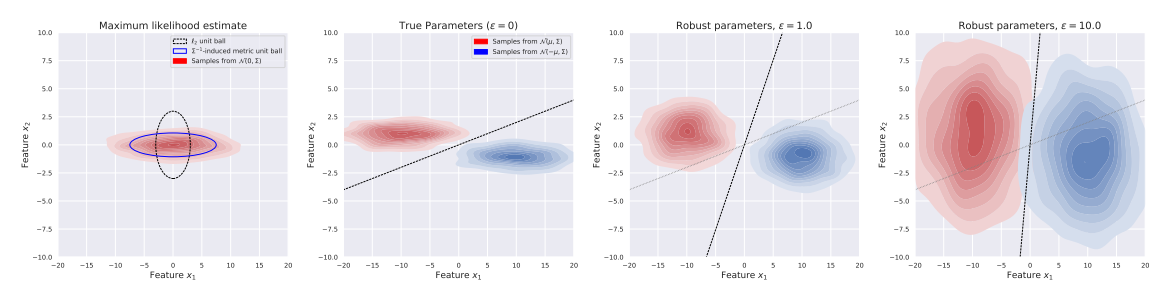 Maximum likelihood estimate
ℓ₂ unit ball
Σ⁻¹-induced metric unit ball
Samples from 𝒩(0, Σ)
10.0
7.5
5.0
2.5
0.0
−2.5
−5.0
−7.5
−10.0
Feature x₂
−20 −15 −10 −5 0 5 10 15 20
Feature x₁
True Parameters (ε = 0)
Samples from 𝒩(μ, Σ)
Samples from 𝒩(−μ, Σ)
10.0
7.5
5.0
2.5
0.0
−2.5
−5.0
−7.5
−10.0
Feature x₂
−20 −15 −10 −5 0 5 10 15 20
Feature x₁
Robust parameters, ε = 1.0
10.0
7.5
5.0
2.5
0.0
−2.5
−5.0
−7.5
−10.0
Feature x₂
−20 −15 −10 −5 0 5 10 15 20
Feature x₁
Robust parameters, ε = 10.0
10.0
7.5
5.0
2.5
0.0
−2.5
−5.0
−7.5
−10.0
Feature x₂
−20 −15 −10 −5 0 5 10 15 20
Feature x₁